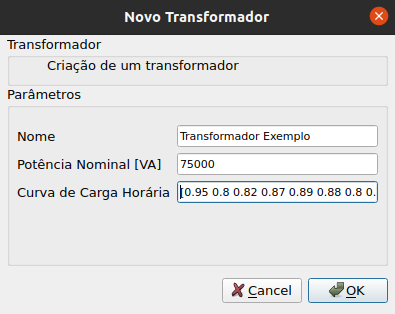 Novo Transformador
Transformador
Criação de um transformador
Parâmetros
Nome Transformador Exemplo
Potência Nominal [VA] 75000
Curva de Carga Horária [0.95 0.8 0.82 0.87 0.89 0.88 0.8 0.
Cancel OK